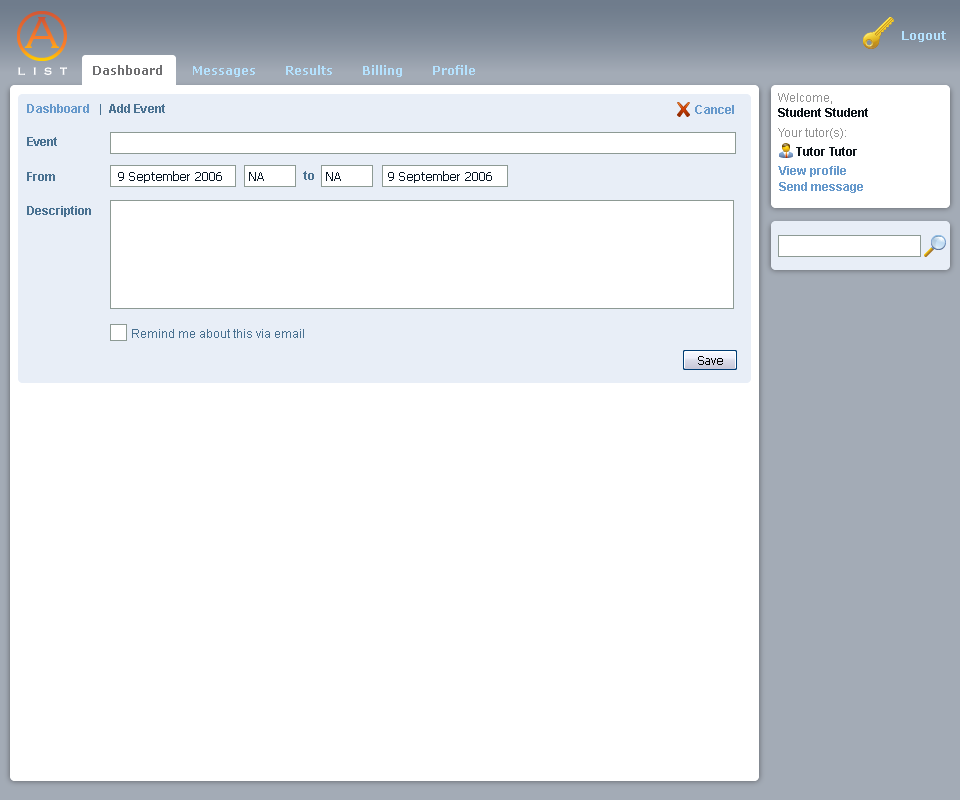 A
LIST
Dashboard Messages Results Billing Profile
Logout
Dashboard | Add Event
Cancel
Event
From 9 September 2006 NA to NA 9 September 2006
Description
Remind me about this via email
Save
Welcome,
Student Student
Your tutor(s):
Tutor Tutor
View profile
Send message